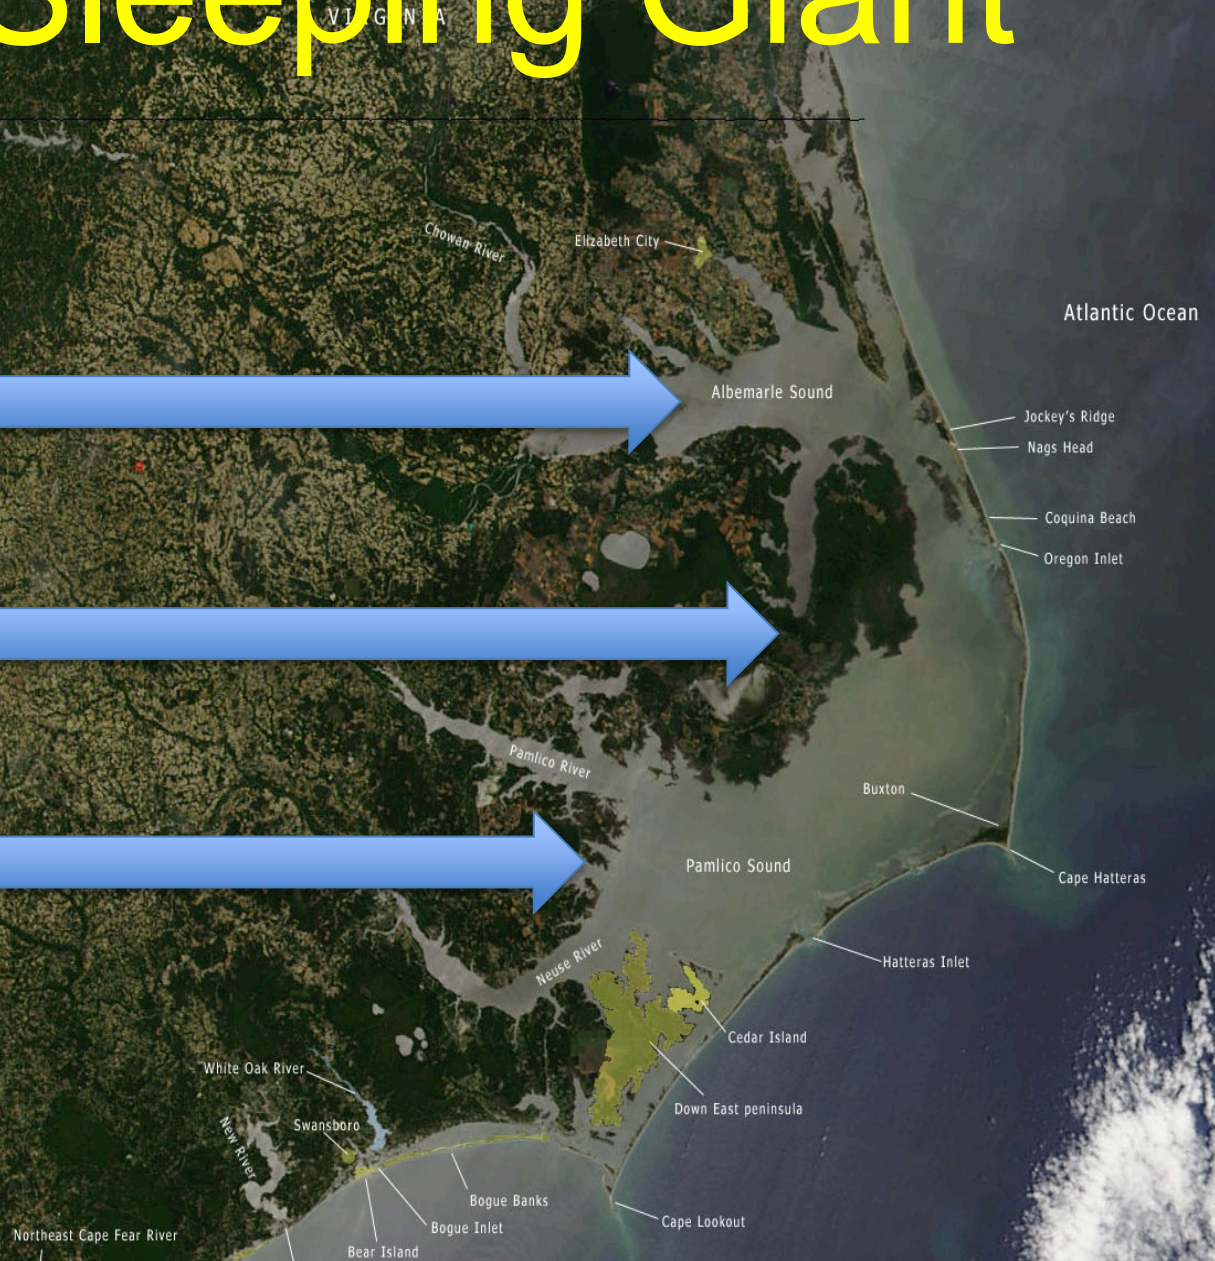 Sleeping Giant
VIRGINIA
Chowan River
Elizabeth City
Atlantic Ocean
Albemarle Sound
Jockey's Ridge
Nags Head
Coquina Beach
Oregon Inlet
Pamlico River
Buxton
Pamlico Sound
Cape Hatteras
Neuse River
Hatteras Inlet
Cedar Island
White Oak River
Down East peninsula
Swansboro
New River
Bogue Banks
Cape Lookout
Bogue Inlet
Northeast Cape Fear River
Bear Island